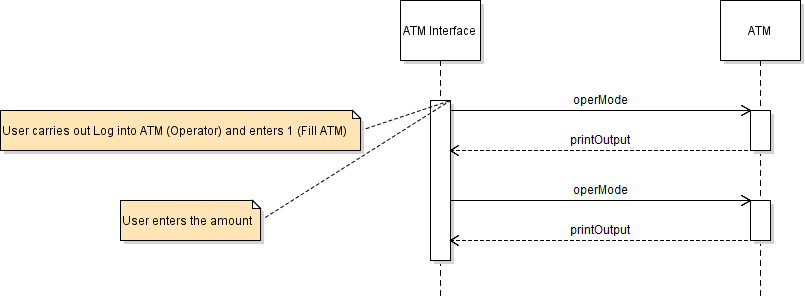 ATM Interface
ATM
operMode
User carries out Log into ATM (Operator) and enters 1 (Fill ATM)
printOutput
operMode
User enters the amount
printOutput